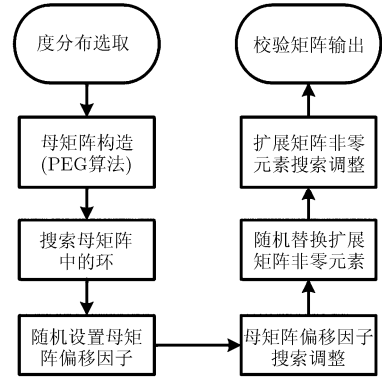 度分布选取
母矩阵构造
(PEG算法)
搜索母矩阵
中的环
随机设置母矩
阵偏移因子
母矩阵偏移因子
搜索调整
随机替换扩展
矩阵非零元素
扩展矩阵非零
元素搜索调整
校验矩阵输出